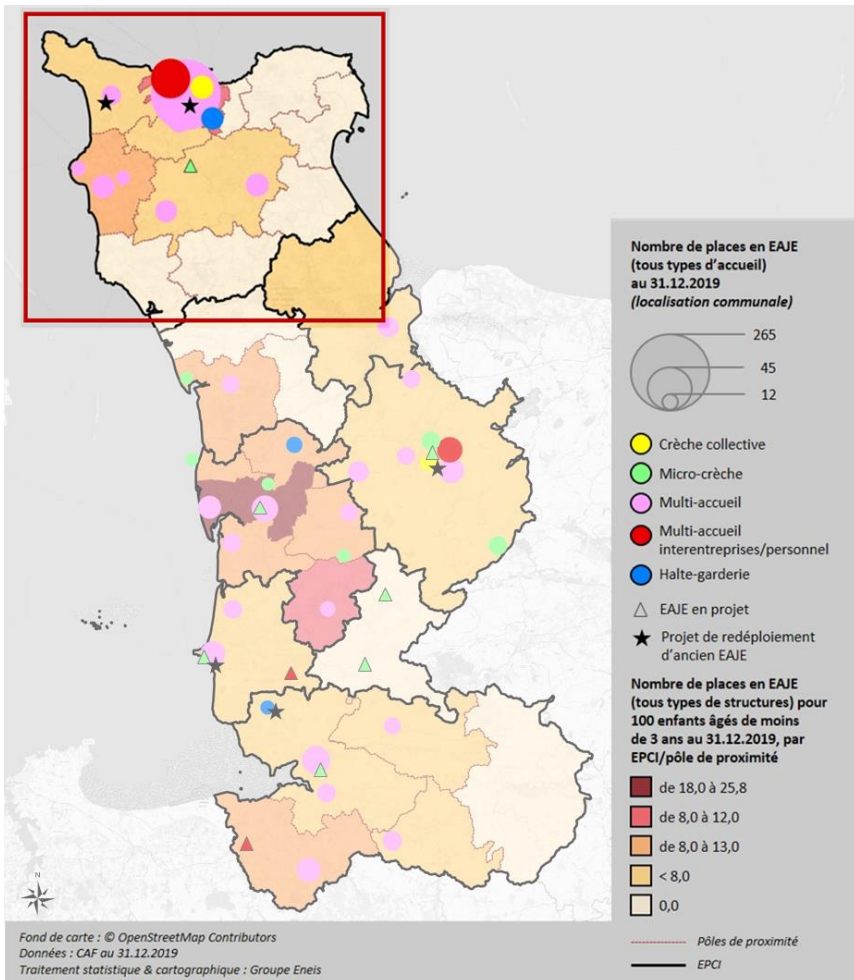 Nombre de places en EAJE
(tous types d'accueil)
au 31.12.2019
(localisation communale)
265
45
12
Crèche collective
Micro-crèche
Multi-accueil
Multi-accueil
interentreprises/personnel
Halte-garderie
EAJE en projet
Projet de redéploiement
d'ancien EAJE
Nombre de places en EAJE
(tous types de structures) pour
100 enfants âgés de moins
de 3 ans au 31.12.2019, par
EPCI/pôle de proximité
de 18,0 à 25,8
de 8,0 à 12,0
de 8,0 à 13,0
< 8,0
0,0
Pôles de proximité
EPCI
N
Fond de carte : © OpenStreetMap Contributors
Données : CAF au 31.12.2019
Traitement statistique & cartographique : Groupe Eneis